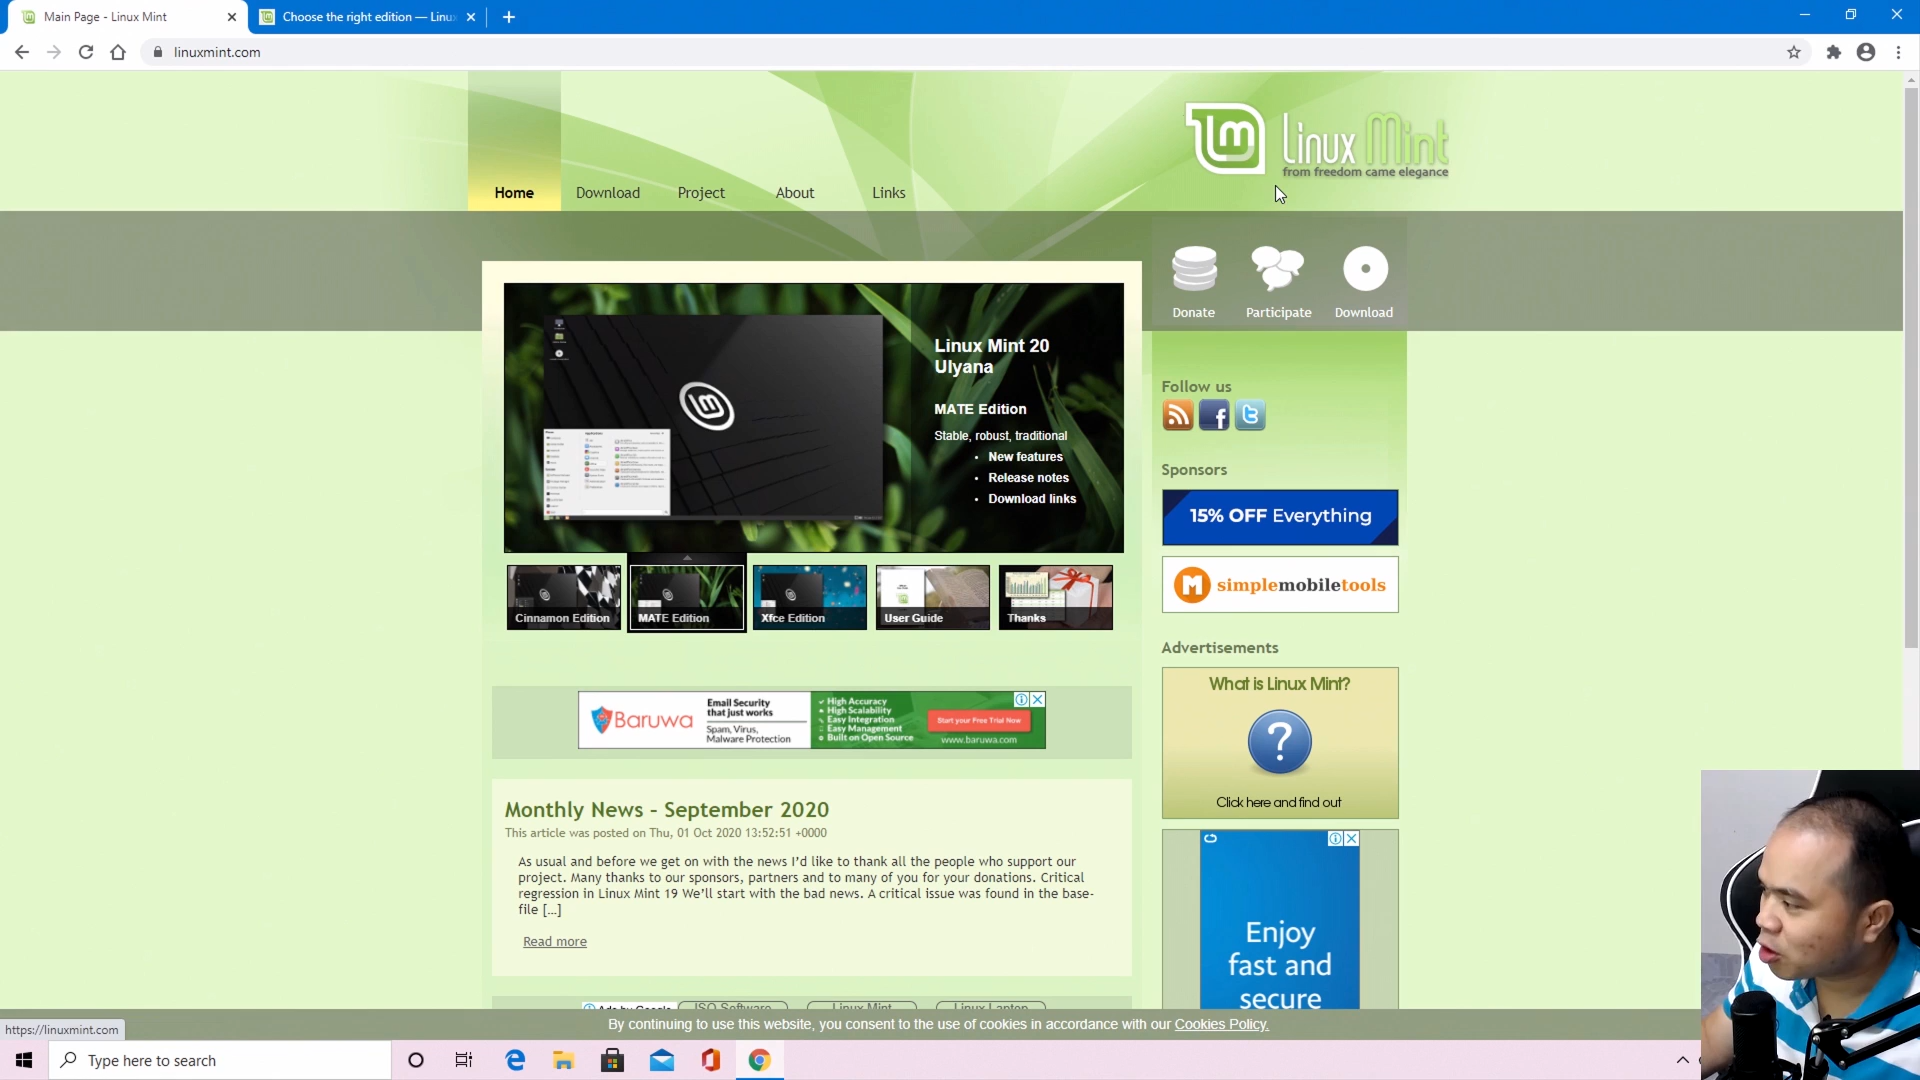 Main Page - Linux Mint
Choose the right edition — Linu
linuxmint.com
Linux Mint
from freedom came elegance
Home
Download
Project
About
Links
Donate
Participate
Download
Linux Mint 20
Ulyana
MATE Edition
Stable, robust, traditional
• New features
• Release notes
• Download links
Cinnamon Edition
MATE Edition
Xfce Edition
User Guide
Thanks
Follow us
Sponsors
15% OFF Everything
simplemobiletools
Advertisements
What is Linux Mint?
?
Click here and find out
Baruwa
Email Security
that just works
Spam, Virus,
Malware Protection
High Accuracy
High Scalability
Easy Integration
Easy Management
Built on Open Source
Start your Free Trial Now
www.baruwa.com
Monthly News – September 2020
This article was posted on Thu, 01 Oct 2020 13:52:51 +0000
As usual and before we get on with the news I'd like to thank all the people who support our
project. Many thanks to our sponsors, partners and to many of you for your donations. Critical
regression in Linux Mint 19 We'll start with the bad news. A critical issue was found in the base-
file […]
Read more
Enjoy
fast and
secure
Ads by Google
ISO Software
Linux Mint
Linux Laptop
By continuing to use this website, you consent to the use of cookies in accordance with our Cookies Policy.
https://linuxmint.com
Type here to search